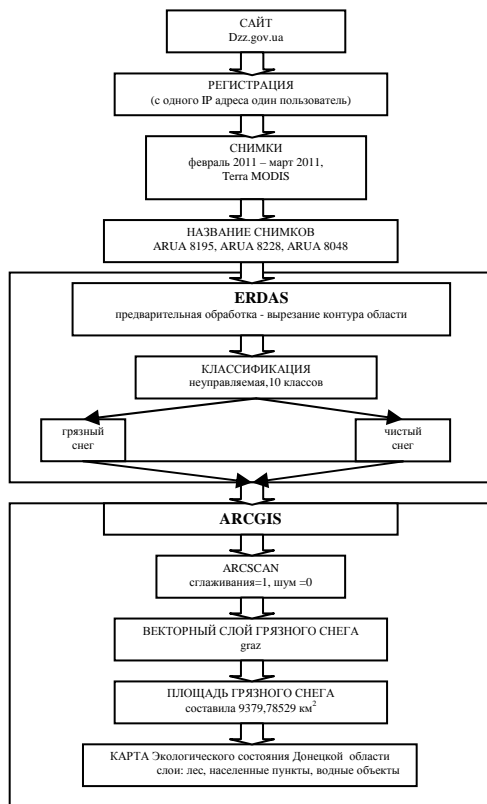 САЙТ
Dzz.gov.ua
РЕГИСТРАЦИЯ
(с одного IP адреса один пользователь)
СНИМКИ
февраль 2011 – март 2011,
Terra MODIS
НАЗВАНИЕ СНИМКОВ
ARUA 8195, ARUA 8228, ARUA 8048
ERDAS
предварительная обработка - вырезание контура области
КЛАССИФИКАЦИЯ
неуправляемая,10 классов
грязный
снег
чистый
снег
ARCGIS
ARCSCAN
сглаживания=1, шум =0
ВЕКТОРНЫЙ СЛОЙ ГРЯЗНОГО СНЕГА
graz
ПЛОЩАДЬ ГРЯЗНОГО СНЕГА
составила 9379,78529 км²
КАРТА Экологического состояния Донецкой области
слои: лес, населенные пункты, водные объекты